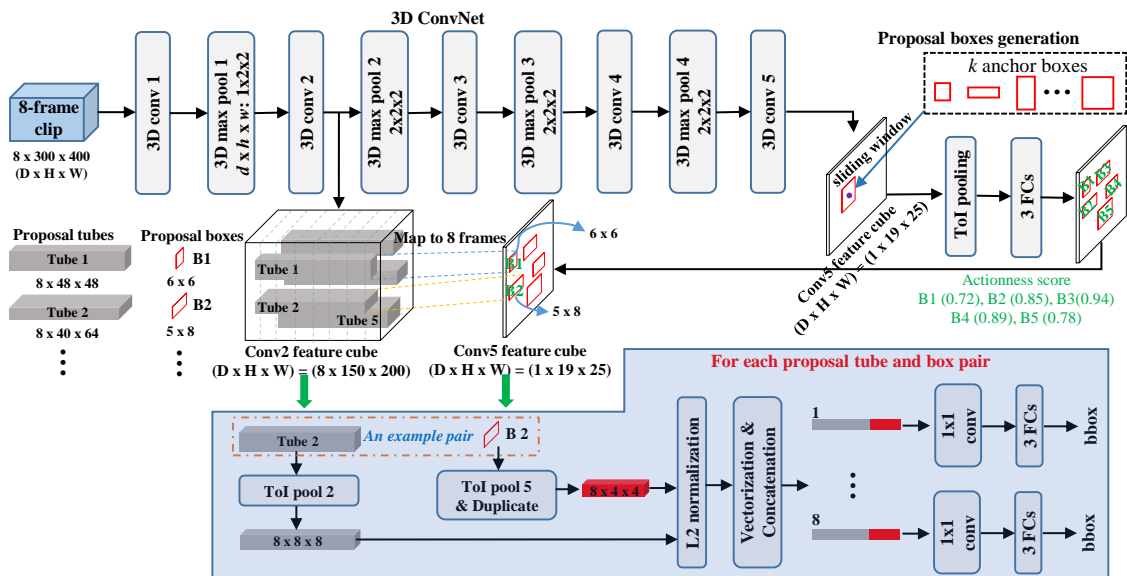 3D ConvNet
8-frame
clip
8 x 300 x 400
(D x H x W)
3D conv 1
3D max pool 1
d x h x w: 1x2x2
3D conv 2
3D max pool 2
2x2x2
3D conv 3
3D max pool 3
2x2x2
3D conv 4
3D max pool 4
2x2x2
3D conv 5
Proposal boxes generation
k anchor boxes
sliding window
Conv5 feature cube
(D x H x W) = (1 x 19 x 25)
ToI pooling
3 FCs
B1
B3
B4
B2
B5
Actionness score
B1 (0.72), B2 (0.85), B3(0.94)
B4 (0.89), B5 (0.78)
Proposal tubes
Tube 1
8 x 48 x 48
Tube 2
8 x 40 x 64
Proposal boxes
B1
6 x 6
B2
5 x 8
Map to 8 frames
Tube 1
Tube 2
Tube 5
Conv2 feature cube
(D x H x W) = (8 x 150 x 200)
B1
B2
6 x 6
5 x 8
Conv5 feature cube
(D x H x W) = (1 x 19 x 25)
For each proposal tube and box pair
Tube 2
An example pair
B 2
ToI pool 2
8 x 8 x 8
ToI pool 5
& Duplicate
8 x 4 x 4
L2 normalization
Vectorization &
Concatenation
1
1x1
conv
3 FCs
bbox
8
1x1
conv
3 FCs
bbox